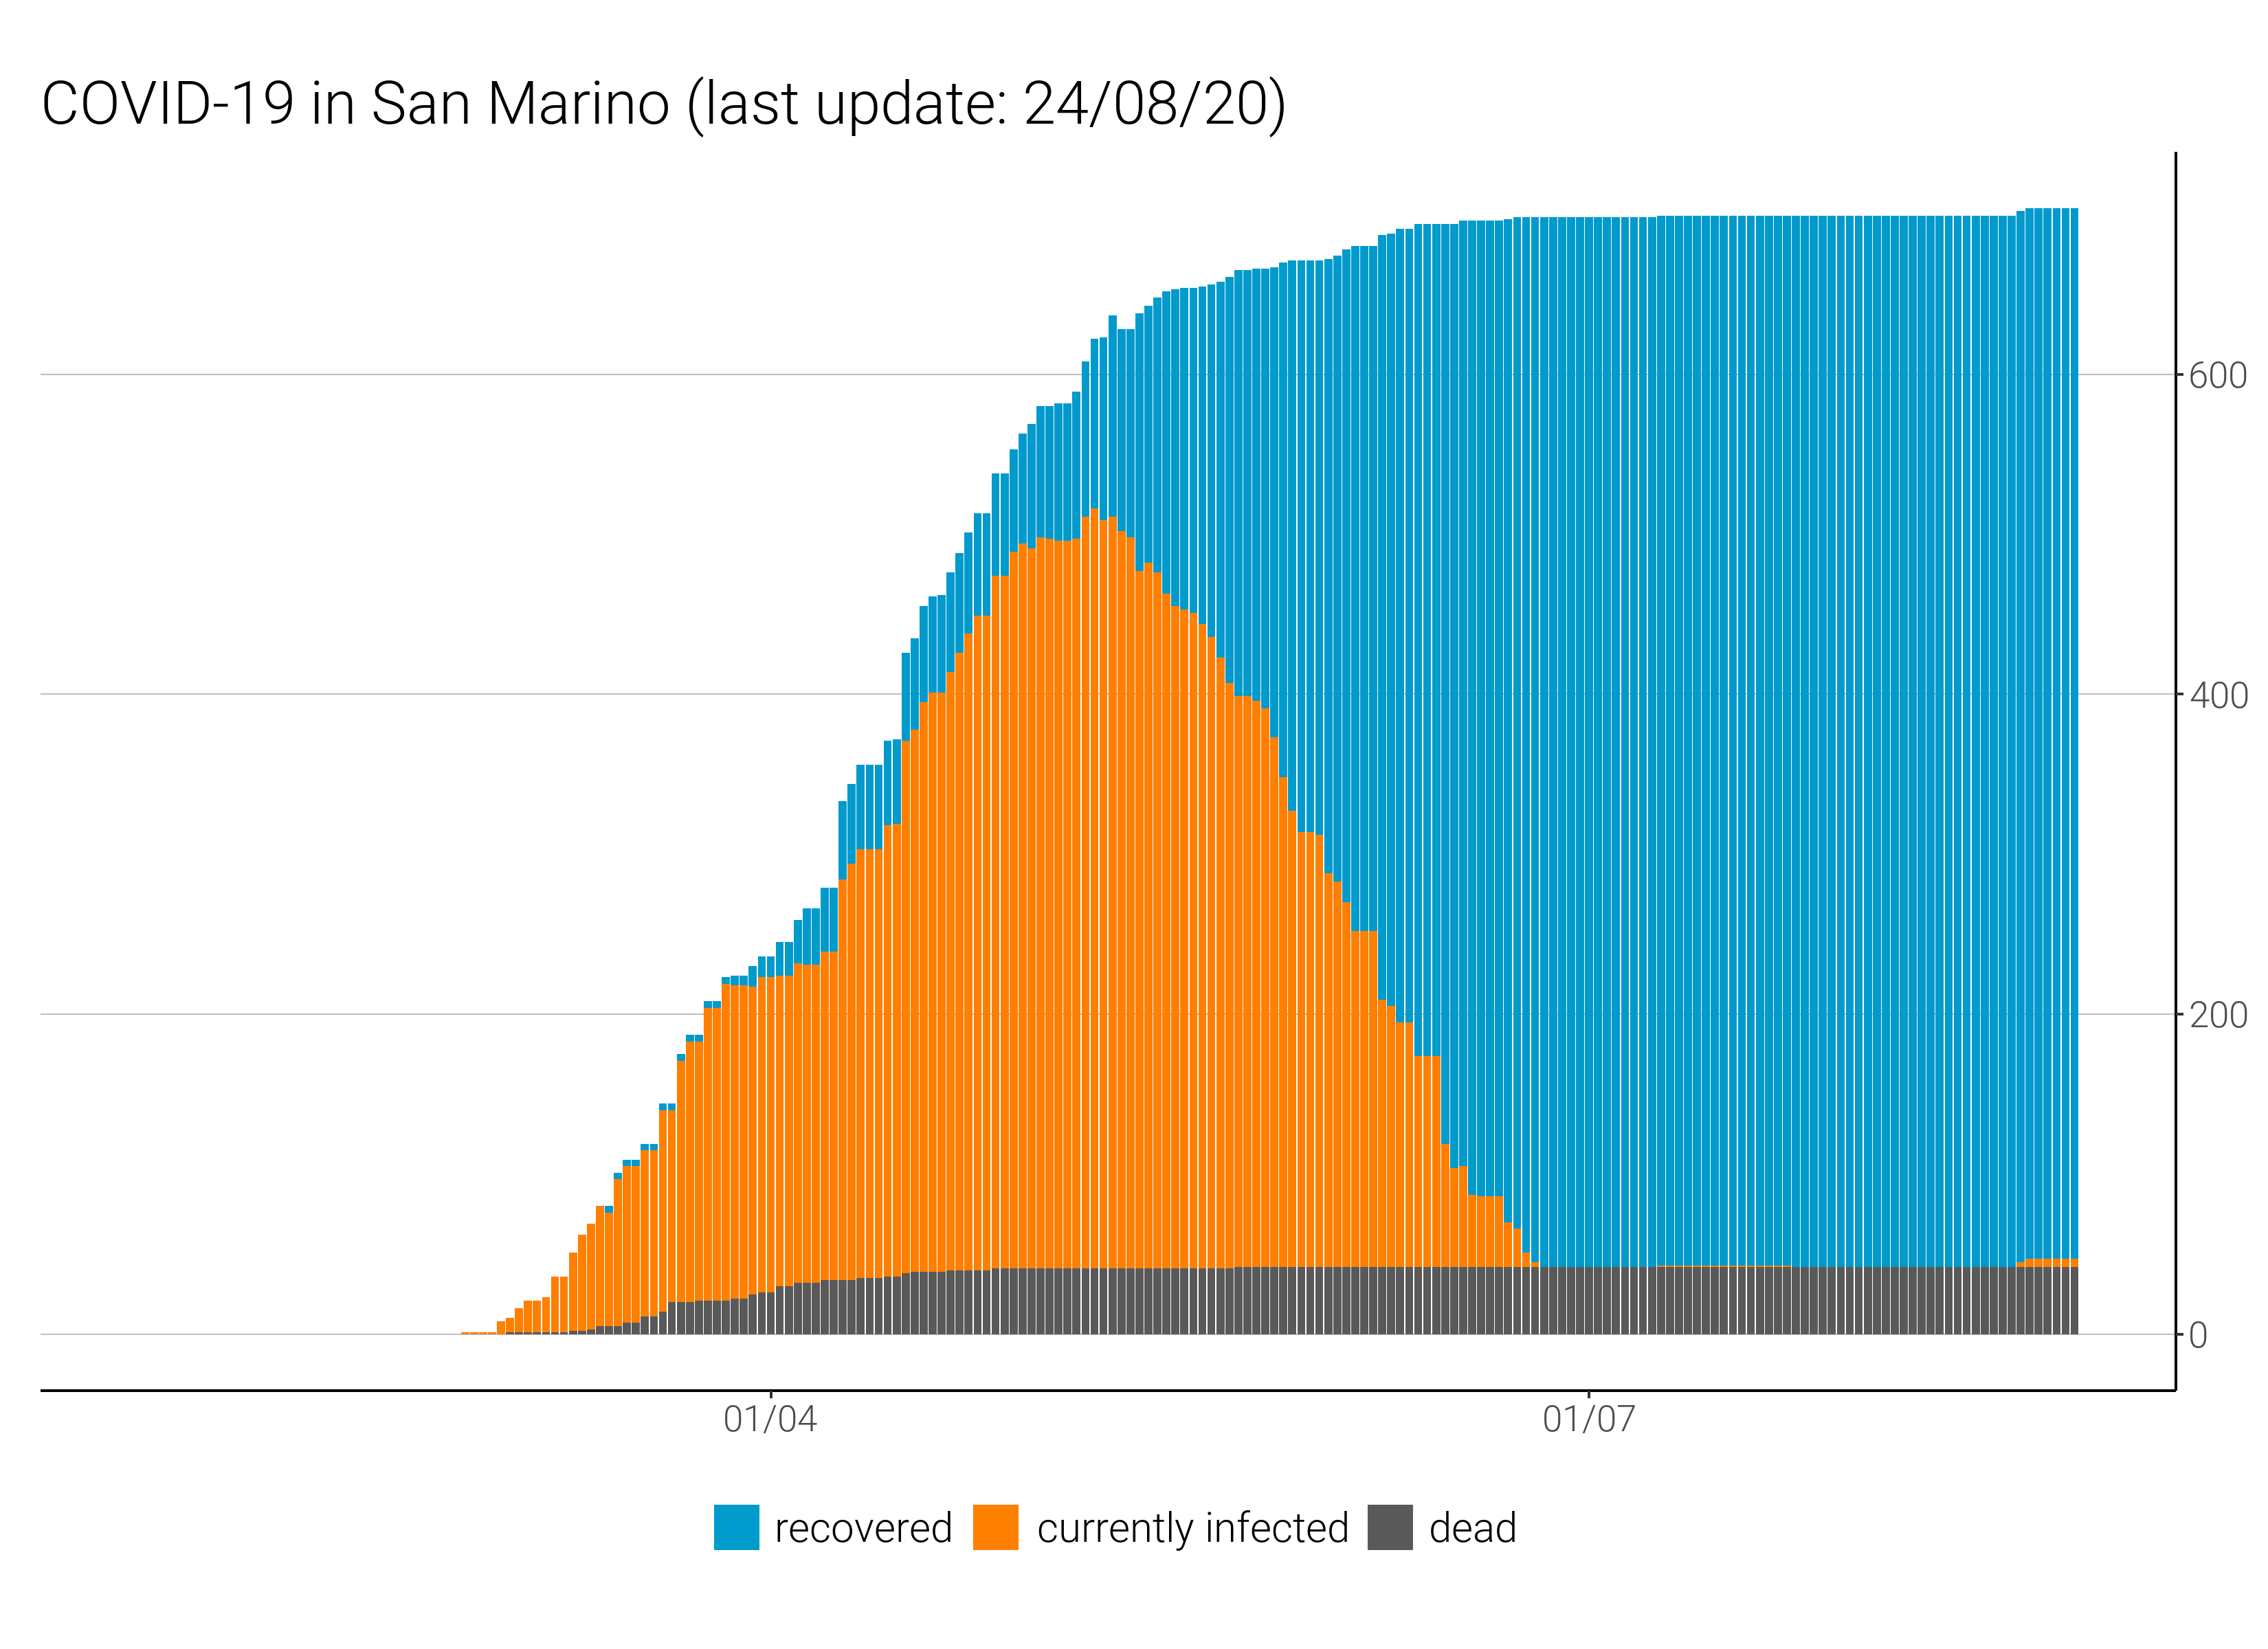 COVID-19 in San Marino (last update: 24/08/20)
600
400
200
0
01/04 01/07
recovered currently infected dead